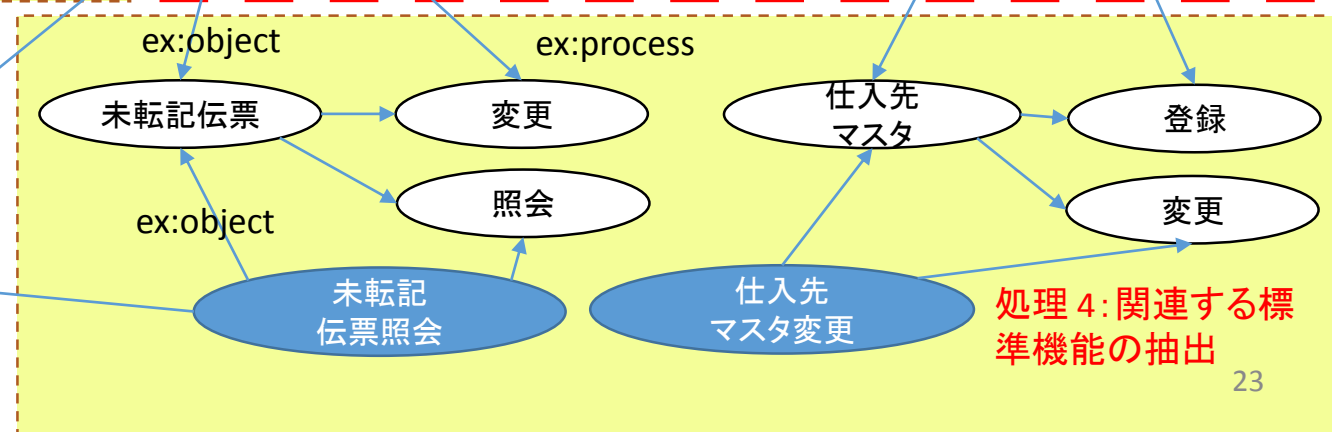 ex:object
ex:process
未転記伝票
変更
仕入先
マスタ
登録
照会
変更
ex:object
未転記
伝票照会
仕入先
マスタ変更
処理4:関連する標
準機能の抽出
23